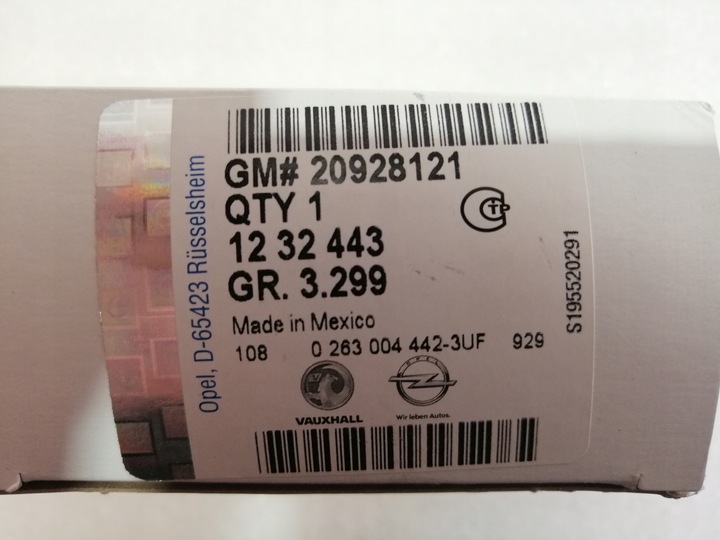 GM# 20928121
QTY 1
12 32 443
GR. 3.299
Made in Mexico
108 0 263 004 442-3UF 929
VAUXHALL
OPEL
Wir leben Autos.
Opel, D-65423 Rüsselsheim
S195520291